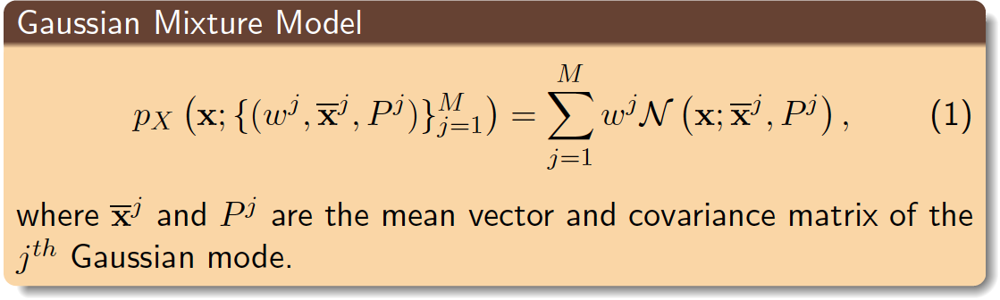 Gaussian Mixture Model
$p_X\left(\mathbf{x}; \{(w^j, \overline{\mathbf{x}}^j, P^j)\}_{j=1}^{M}\right) = \sum_{j=1}^{M} w^j \mathcal{N}\left(\mathbf{x}; \overline{\mathbf{x}}^j, P^j\right),$ (1)
where $\overline{\mathbf{x}}^j$ and $P^j$ are the mean vector and covariance matrix of the
$j^{th}$ Gaussian mode.